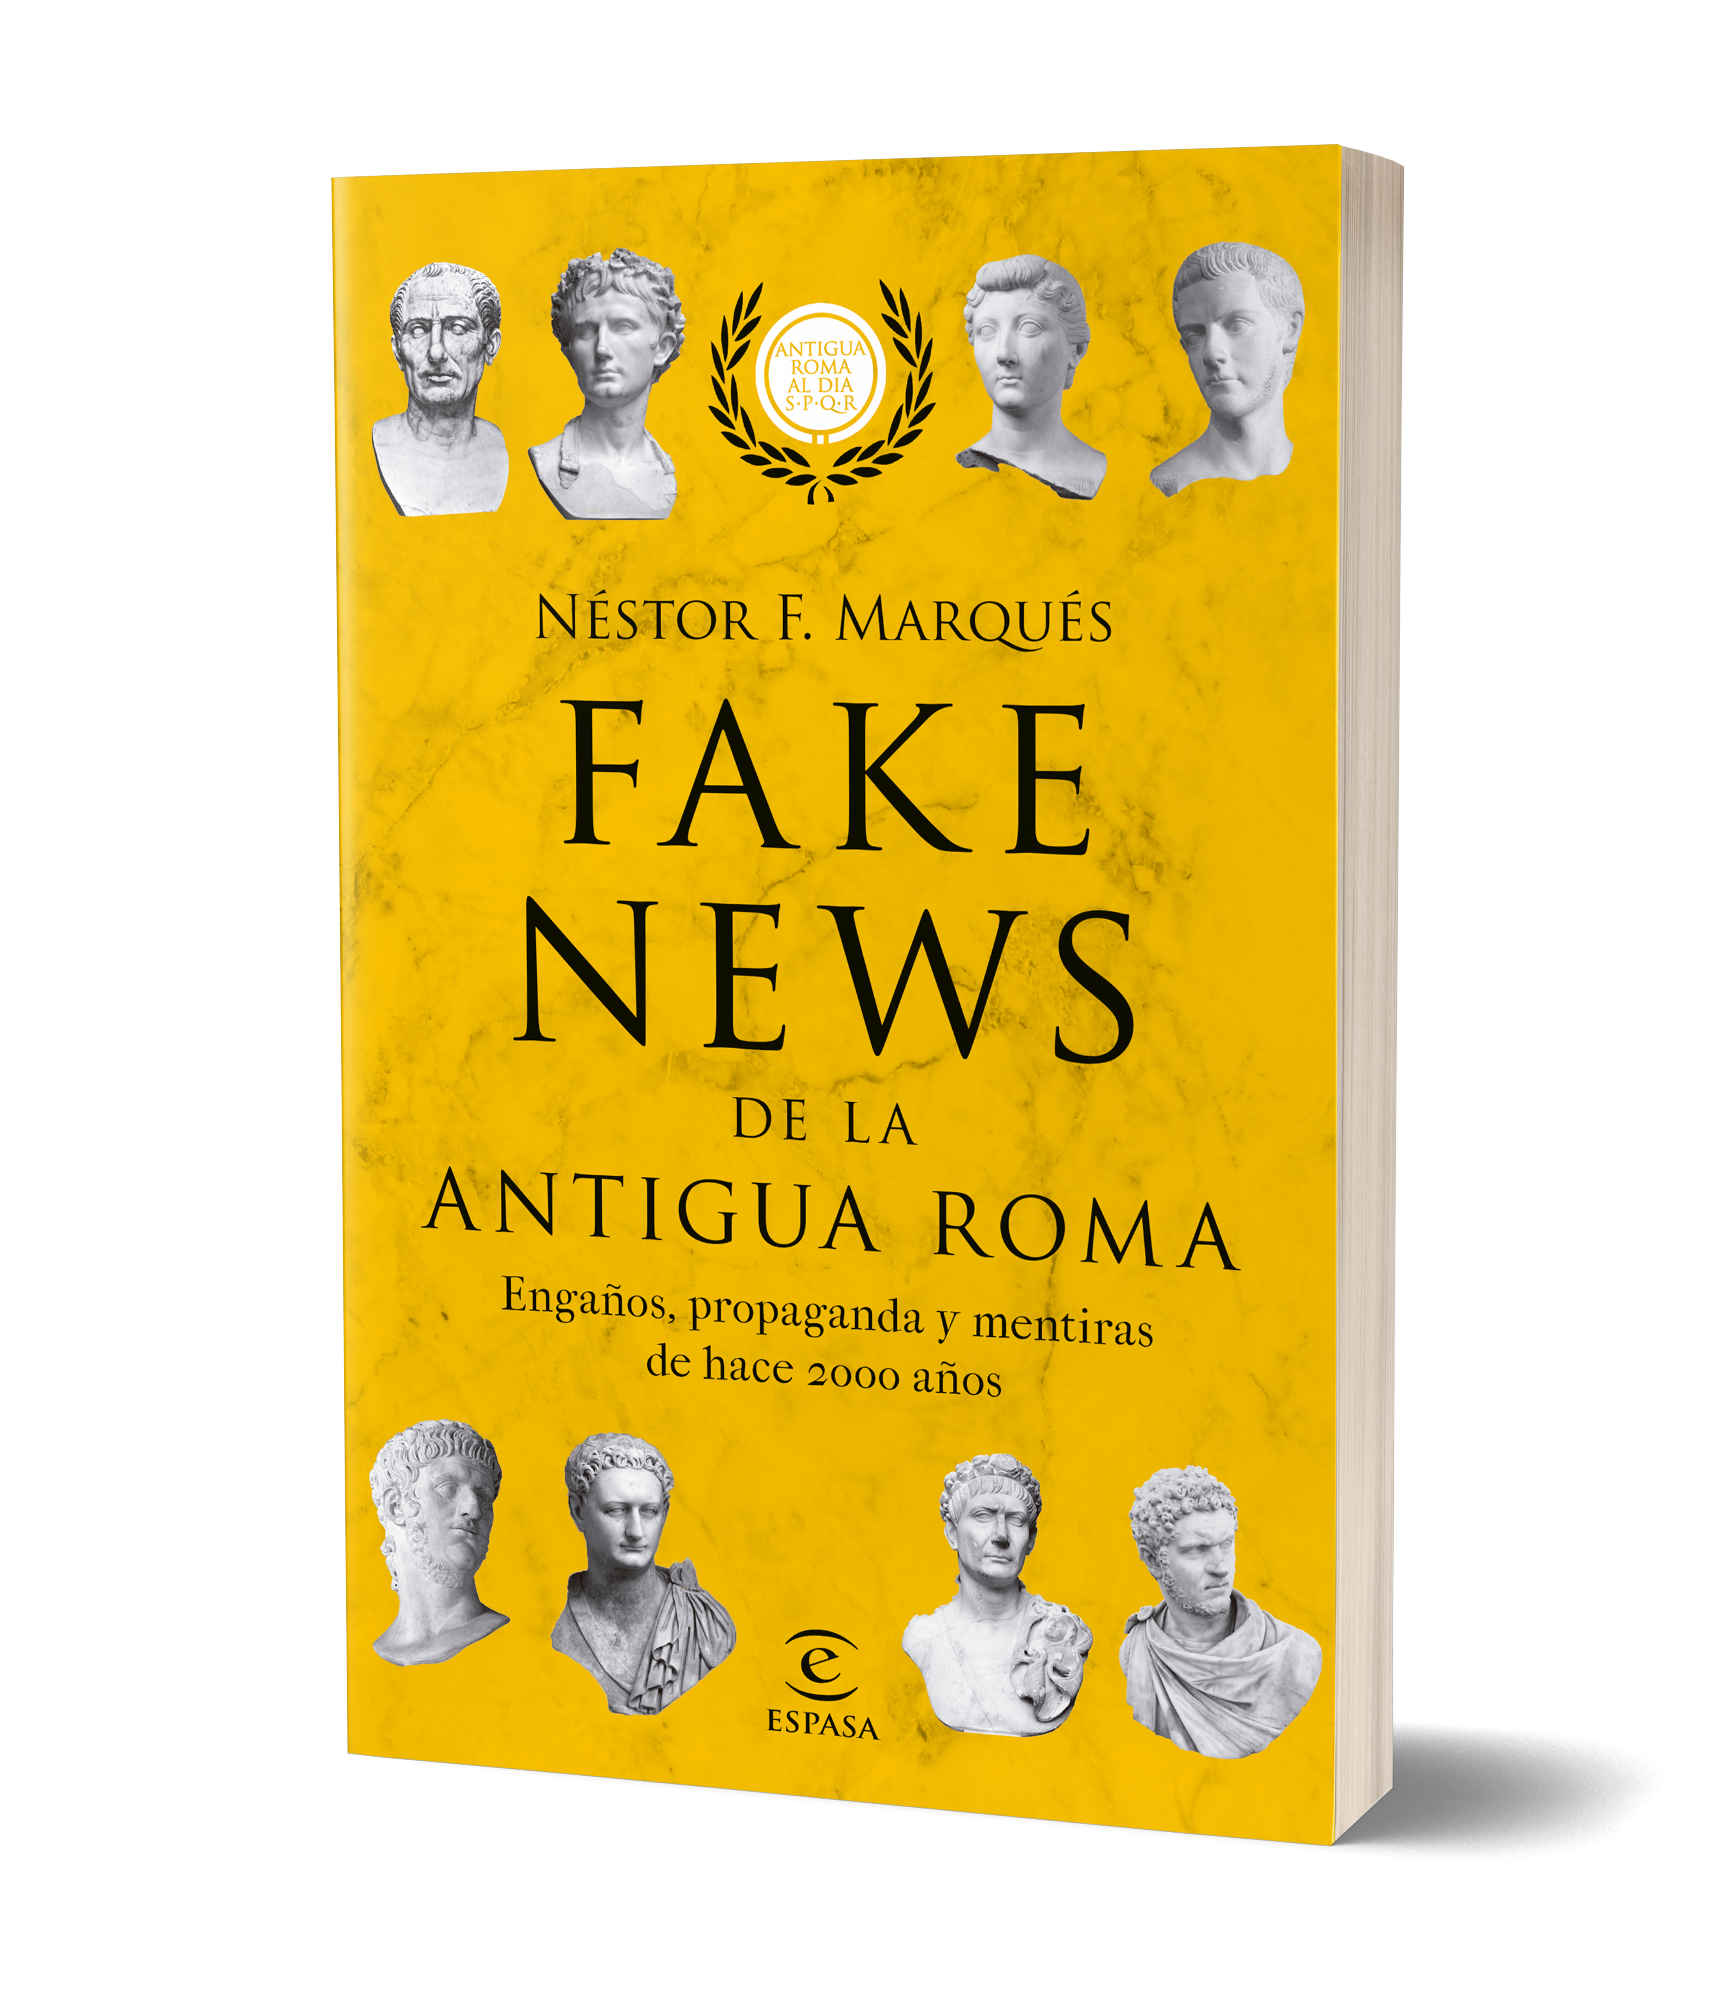 ANTIGUA
ROMA
AL DIA
S·P·Q·R
NÉSTOR F. MARQUÉS
FAKE
NEWS
DE LA
ANTIGUA ROMA
Engaños, propaganda y mentiras
de hace 2000 años
e
ESPASA